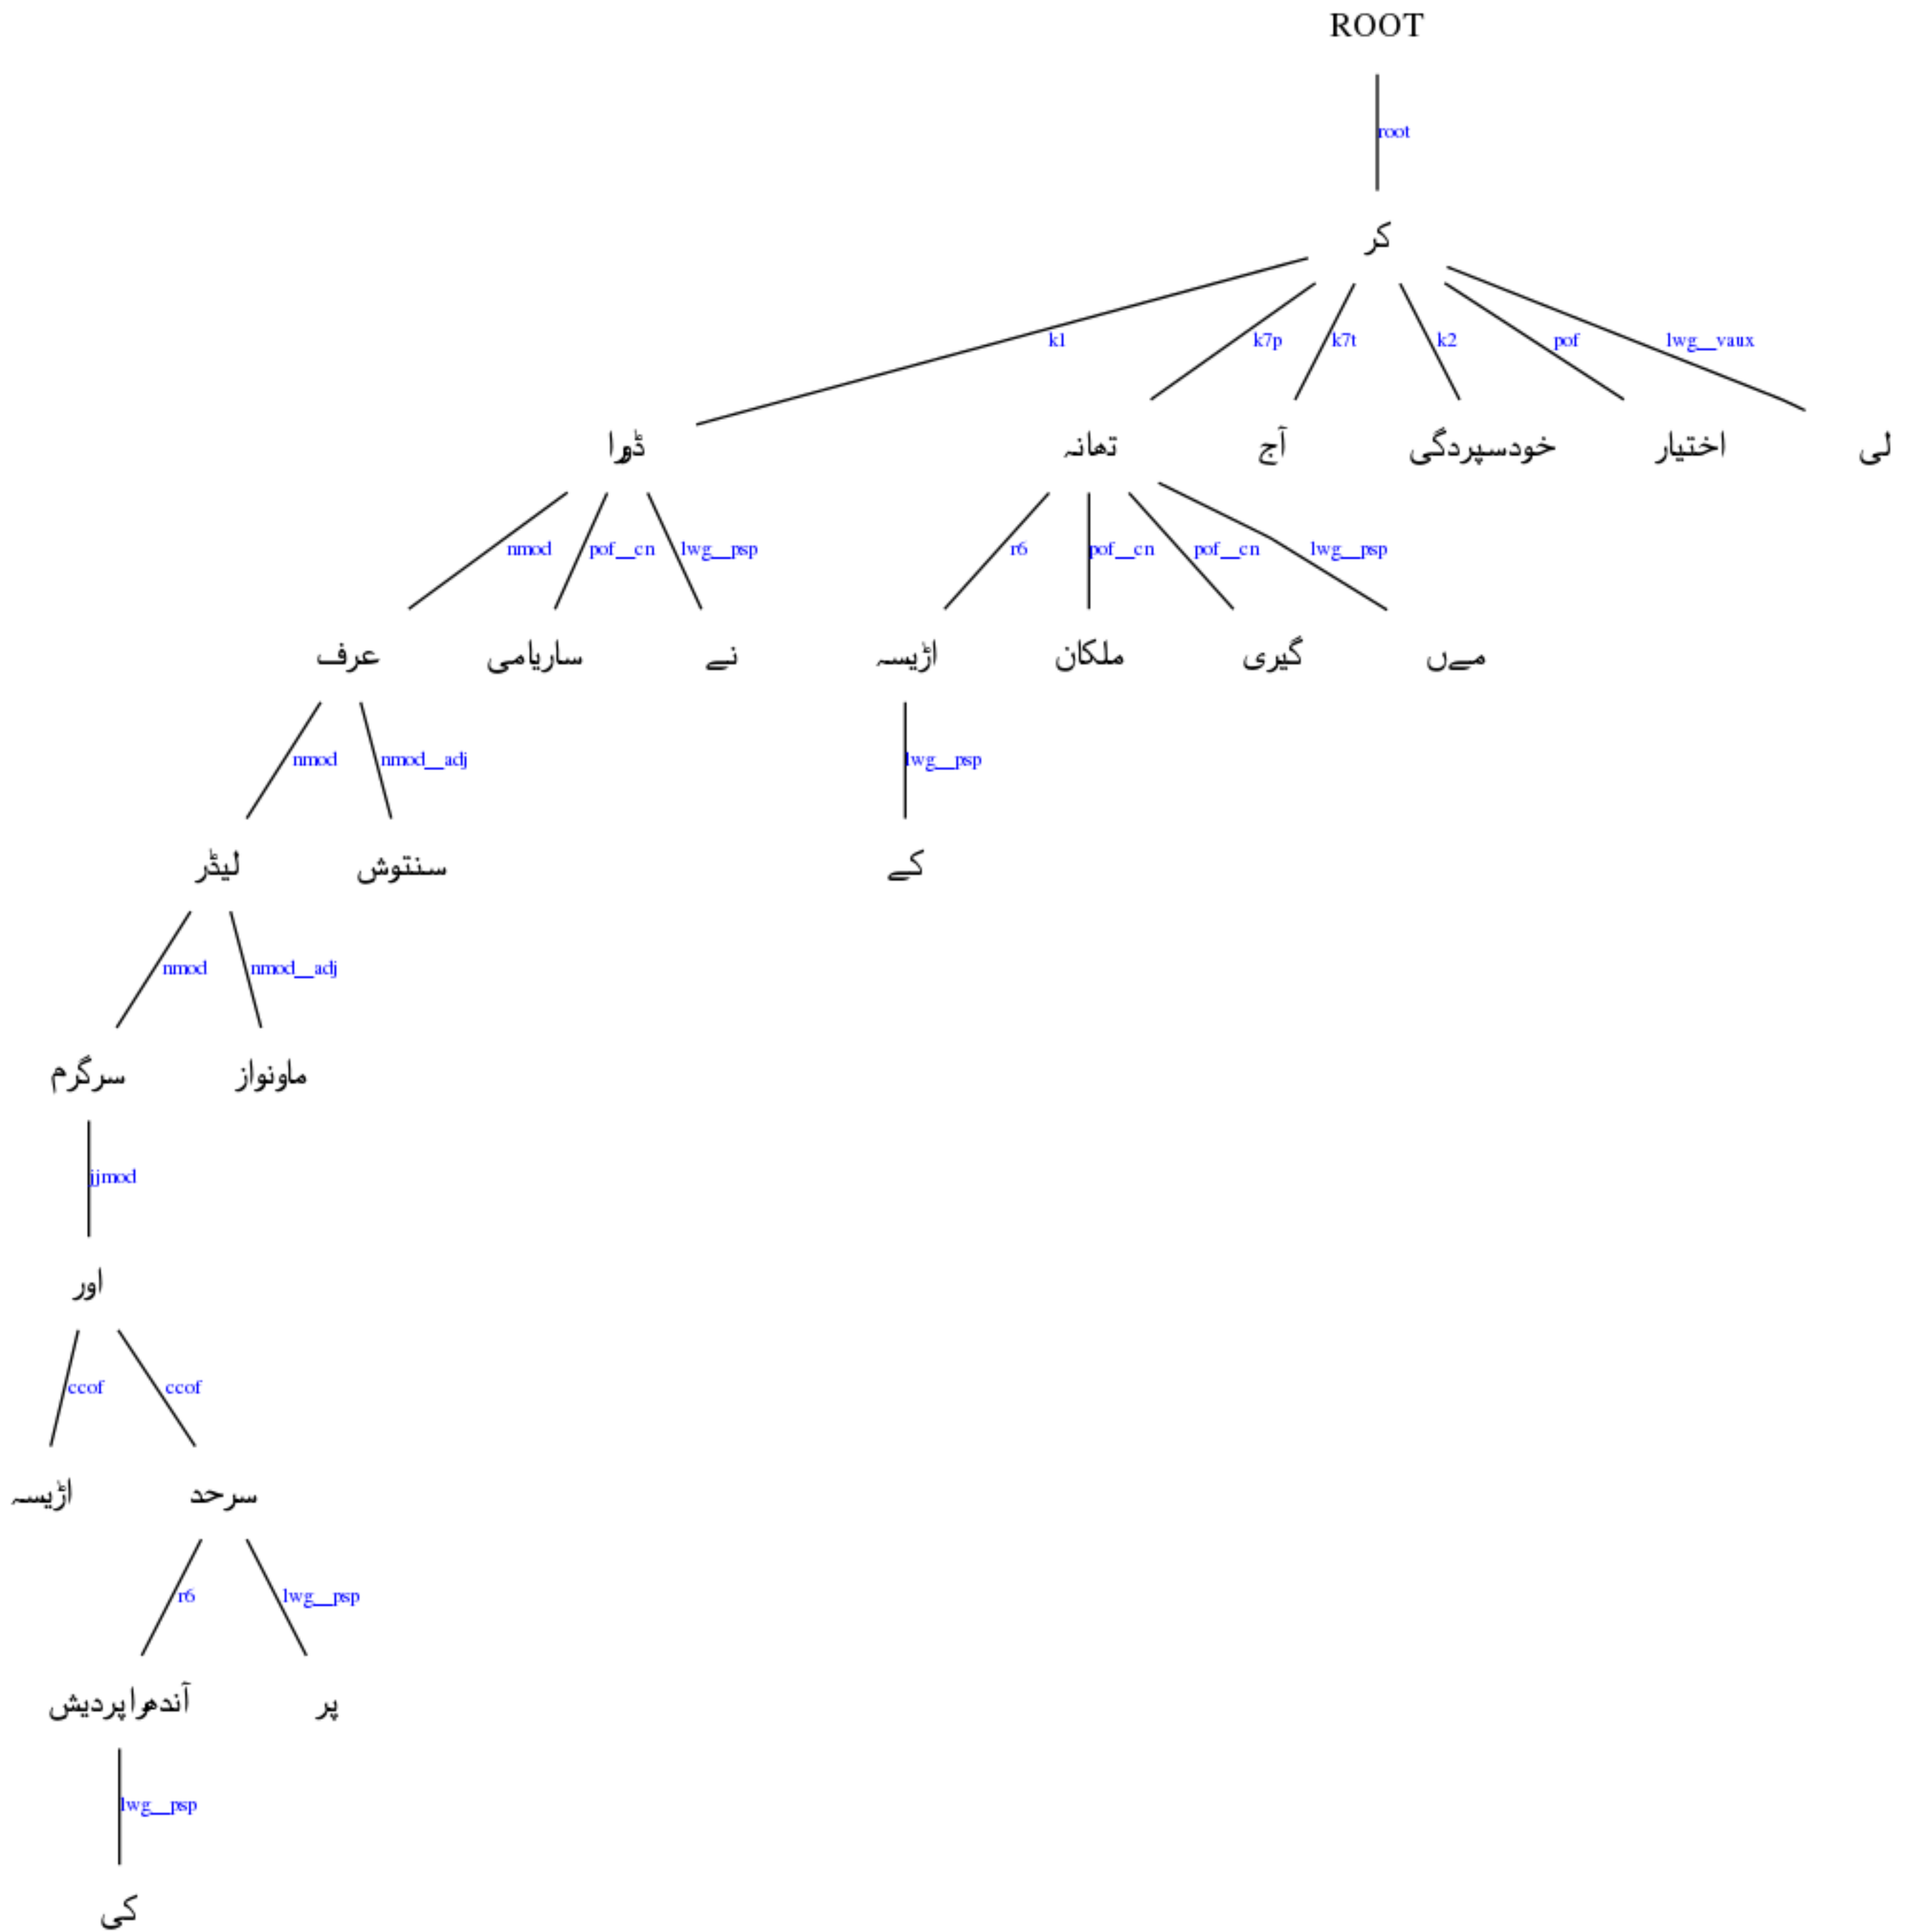 ROOT
root
کر
k1 k7p k7t k2 pof lwg__vaux
ڈورا تھانہ آج خودسپردگی اختیار لی
nmod pof__cn lwg__psp r6 pof__cn pof__cn lwg__psp
عرف ساریامی نے اڑیسہ ملکان گیری مےں
nmod nmod__adj lwg__psp
لیڈر سنتوش کے
nmod nmod__adj
سرگرم ماونواز
jjmod
اور
ccof ccof
اڑیسہ سرحد
r6 lwg__psp
آندھراپردیش پر
lwg__psp
کی